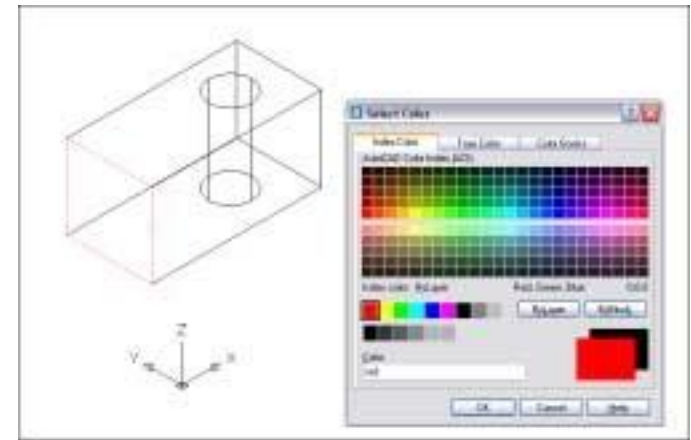 Select Color
Index Color True Color Color Books
AutoCAD Color Index (ACI):
Index color: ByLayer Red, Green, Blue:
ByLayer ByBlock
Color:
red
OK Cancel Help
Z
Y X